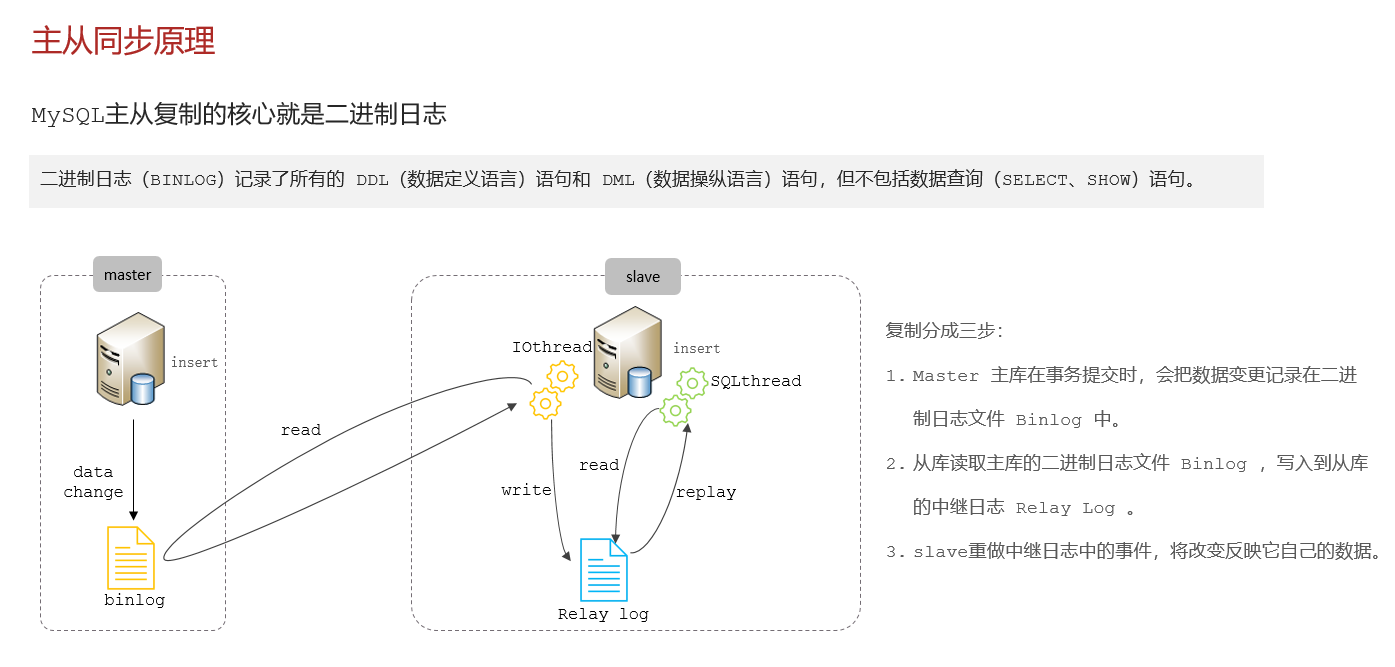 主从同步原理
MySQL主从复制的核心就是二进制日志
二进制日志（BINLOG）记录了所有的 DDL（数据定义语言）语句和 DML（数据操纵语言）语句，但不包括数据查询（SELECT、SHOW）语句。
master
insert
data
change
binlog
read
slave
IOthread
insert
SQLthread
read
write
replay
Relay log
复制分成三步：
1. Master 主库在事务提交时，会把数据变更记录在二进
制日志文件 Binlog 中。
2. 从库读取主库的二进制日志文件 Binlog ，写入到从库
的中继日志 Relay Log 。
3. slave重做中继日志中的事件，将改变反映它自己的数据。